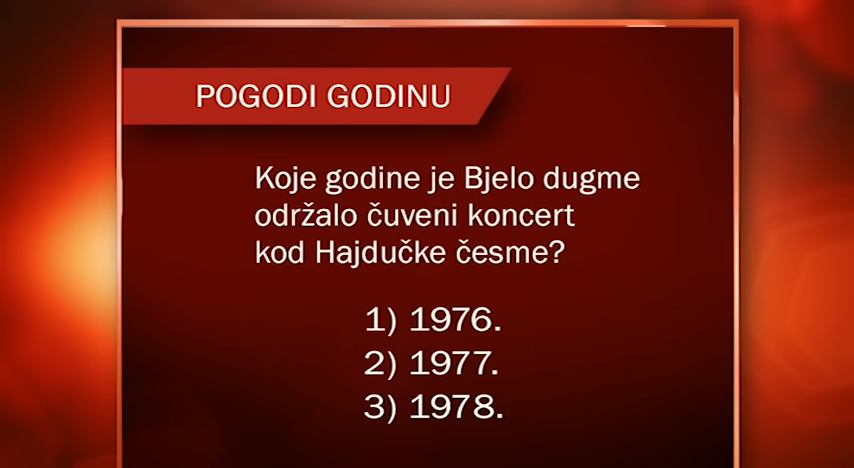 POGODI GODINU
Koje godine je Bjelo dugme
održalo čuveni koncert
kod Hajdučke česme?
1) 1976.
2) 1977.
3) 1978.